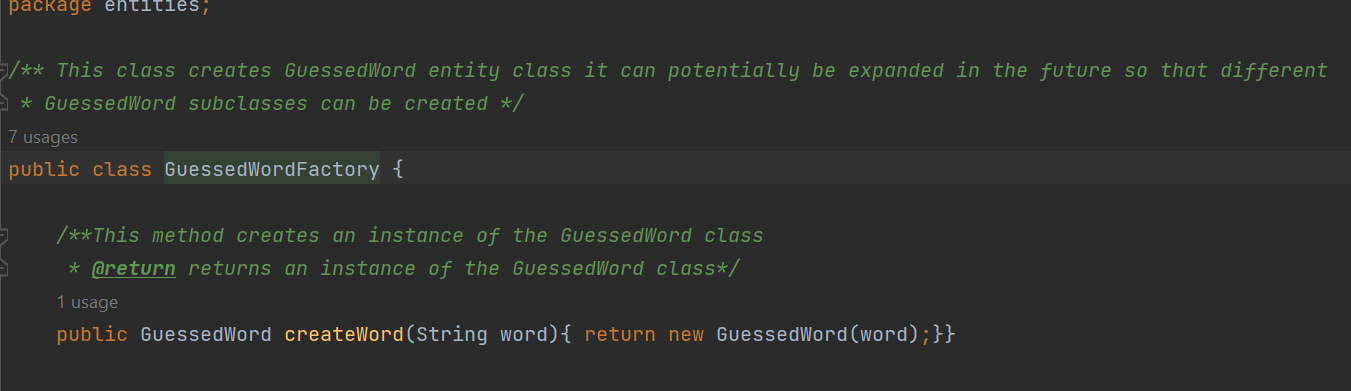 package entities;
/** This class creates GuessedWord entity class it can potentially be expanded in the future so that different
* GuessedWord subclasses can be created */
7 usages
public class GuessedWordFactory {
/**This method creates an instance of the GuessedWord class
* @return returns an instance of the GuessedWord class*/
1 usage
public GuessedWord createWord(String word){ return new GuessedWord(word);}}